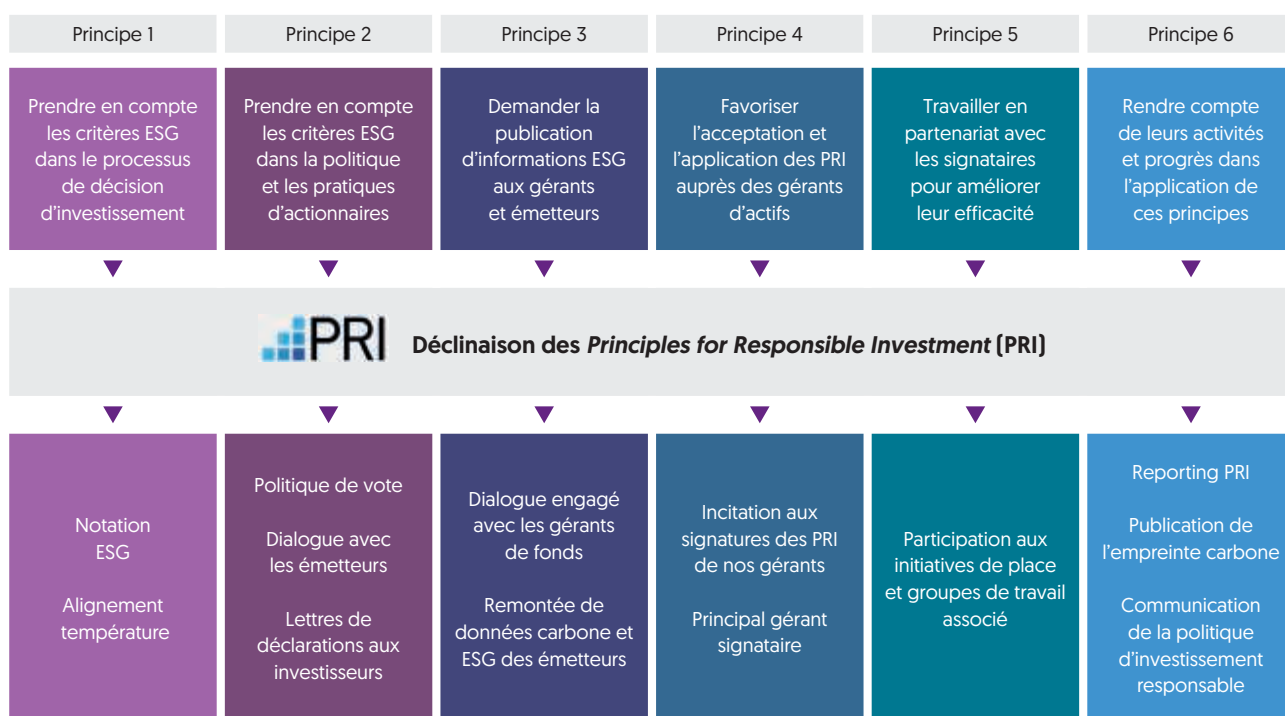 Principe 1
Principe 2
Principe 3
Principe 4
Principe 5
Principe 6
Prendre en compte
les critères ESG
dans le processus
de décision
d'investissement
Prendre en compte
les critères ESG
dans la politique
et les pratiques
d'actionnaires
Demander la
publication
d'informations ESG
aux gérants
et émetteurs
Favoriser
l'acceptation et
l'application des PRI
auprès des gérants
d'actifs
Travailler en
partenariat avec
les signataires
pour améliorer
leur efficacité
Rendre compte
de leurs activités
et progrès dans
l'application de
ces principes
PRI
Déclinaison des Principles for Responsible Investment (PRI)
Notation
ESG
Alignement
température
Politique de vote
Dialogue avec
les émetteurs
Lettres de
déclarations aux
investisseurs
Dialogue engagé
avec les gérants
de fonds
Remontée de
données carbone et
ESG des émetteurs
Incitation aux
signatures des PRI
de nos gérants
Principal gérant
signataire
Participation aux
initiatives de place
et groupes de travail
associé
Reporting PRI
Publication de
l'empreinte carbone
Communication
de la politique
d'investissement
responsable